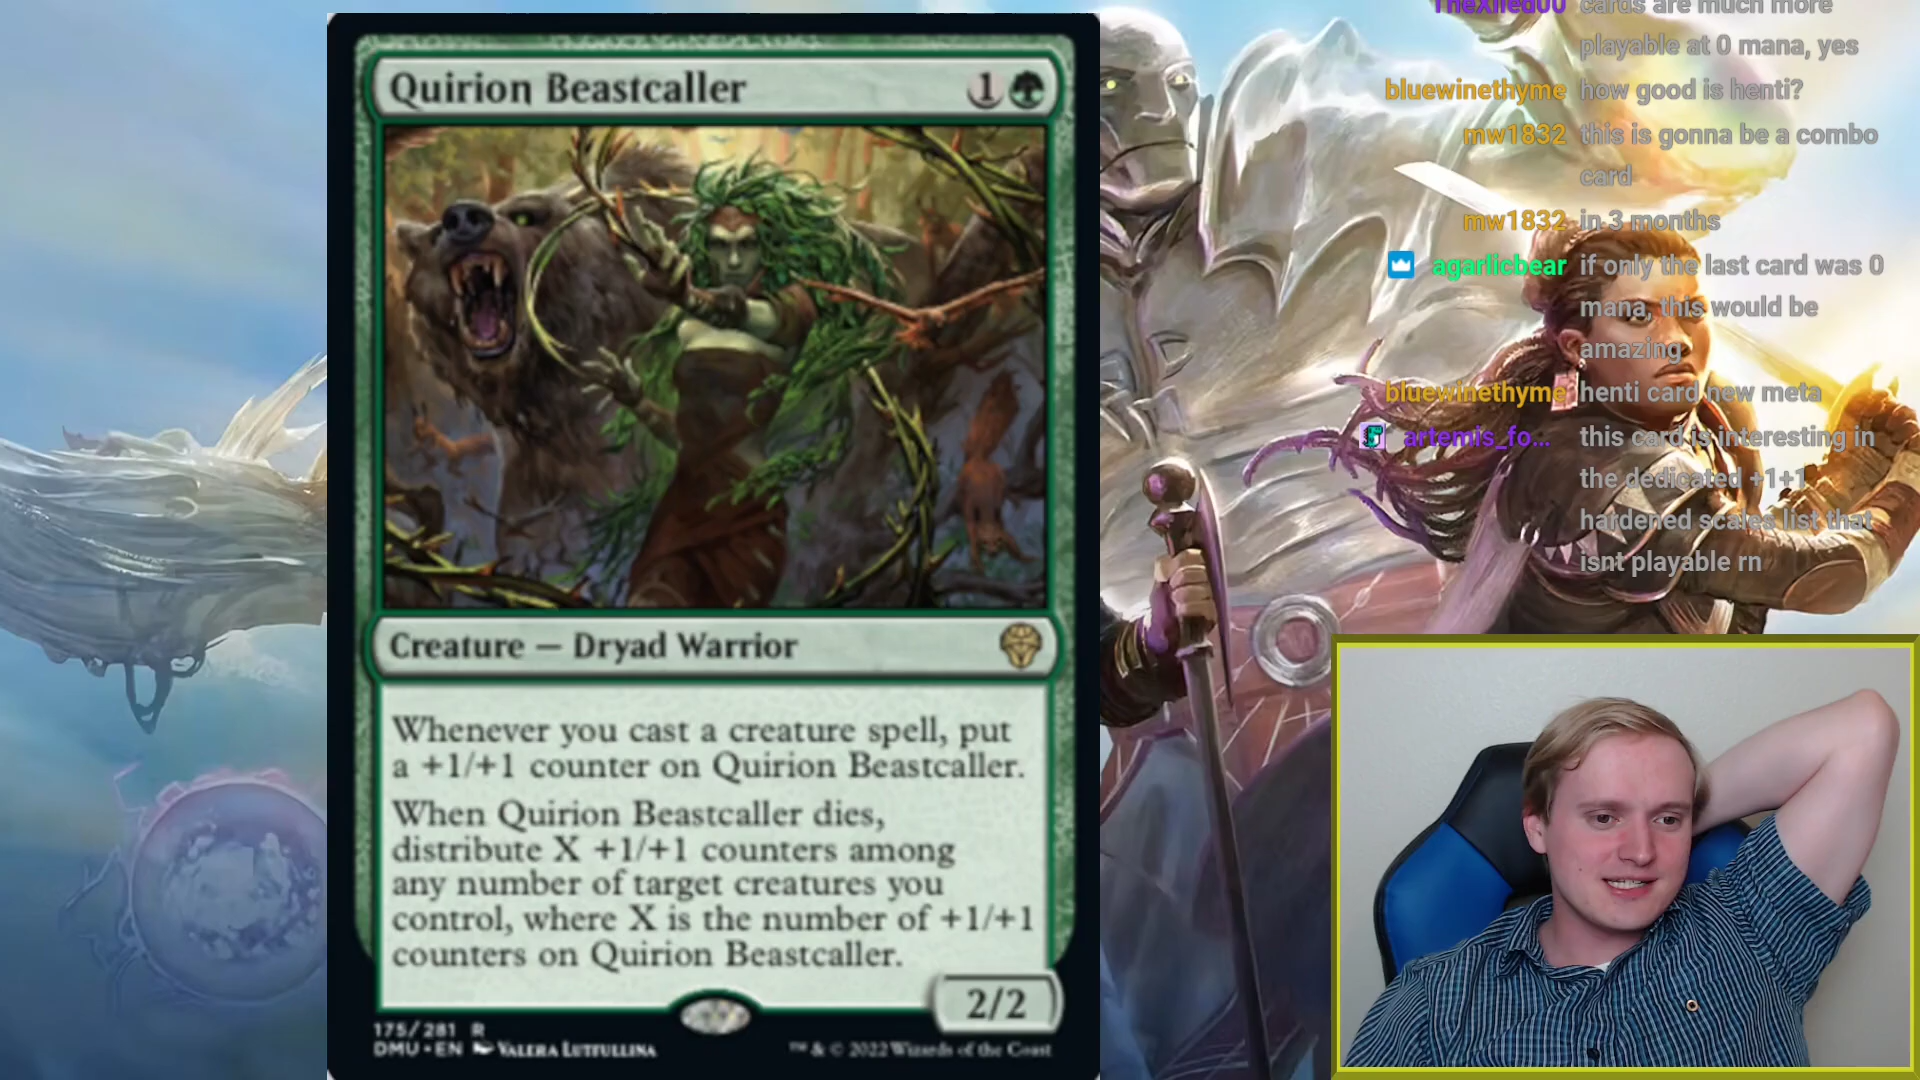 Quirion Beastcaller 1
Creature — Dryad Warrior
Whenever you cast a creature spell, put
a +1/+1 counter on Quirion Beastcaller.
When Quirion Beastcaller dies,
distribute X +1/+1 counters among
any number of target creatures you
control, where X is the number of +1/+1
counters on Quirion Beastcaller.
2/2
175/281 R
DMU • EN Valera Lutfullina
™ & © 2022 Wizards of the Coast
TheXiled00 cards are much more
playable at 0 mana, yes
bluewinethyme how good is henti?
mw1832 this is gonna be a combo
card
mw1832 in 3 months
agarlicbear if only the last card was 0
mana, this would be
amazing
bluewinethyme henti card new meta
artemis_fo... this card is interesting in
the dedicated +1+1
hardened scales list that
isnt playable rn